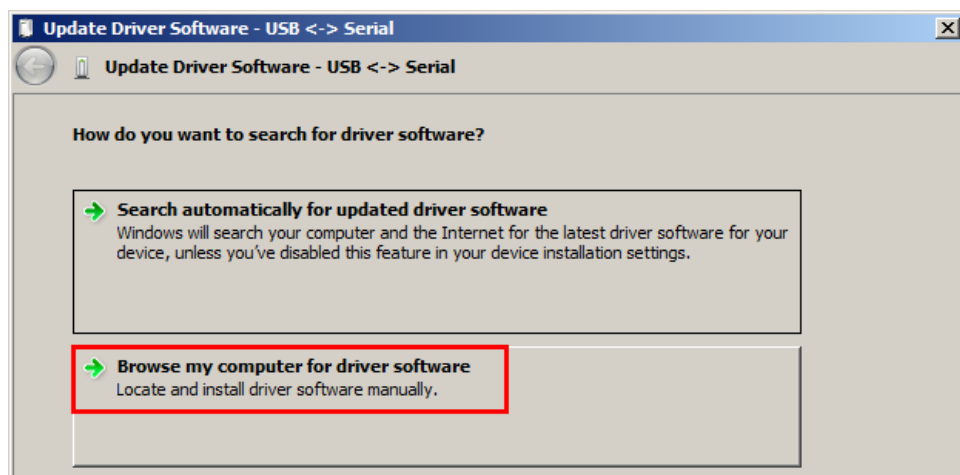 Update Driver Software - USB <-> Serial
Update Driver Software - USB <-> Serial
How do you want to search for driver software?
Search automatically for updated driver software
Windows will search your computer and the Internet for the latest driver software for your
device, unless you've disabled this feature in your device installation settings.
Browse my computer for driver software
Locate and install driver software manually.